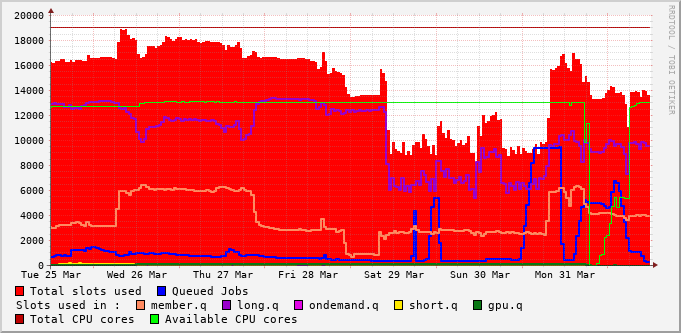 20000
18000
16000
14000
12000
10000
8000
6000
4000
2000
0
Tue 25 Mar Wed 26 Mar Thu 27 Mar Fri 28 Mar Sat 29 Mar Sun 30 Mar Mon 31 Mar
Total slots used Queued Jobs
Slots used in : member.q long.q ondemand.q short.q gpu.q
Total CPU cores Available CPU cores
RRDTOOL / TOBI OETIKER